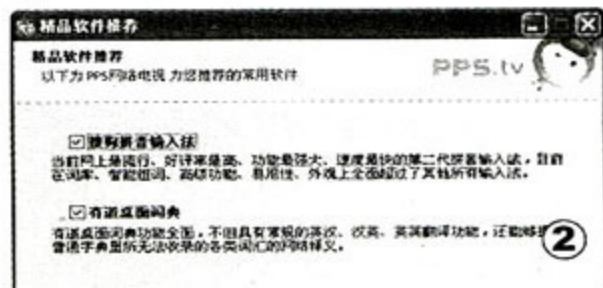 精品软件推荐
精品软件推荐
以下为 PPS网络电视 为您推荐的常用软件
PPS.tv
搜狗拼音输入法
当前网上最流行、好评率最高、功能最强大、速度最快的第二代拼音输入法，目前
在词库、智能组词、高级功能、易用性、外观上全面超过了其他所有输入法。
有道桌面词典
有道桌面词典功能全面，不但具有常规的英汉、汉英、英英翻译功能，还能够
普通字典里所无法收录的各类词汇的网络释义。
②